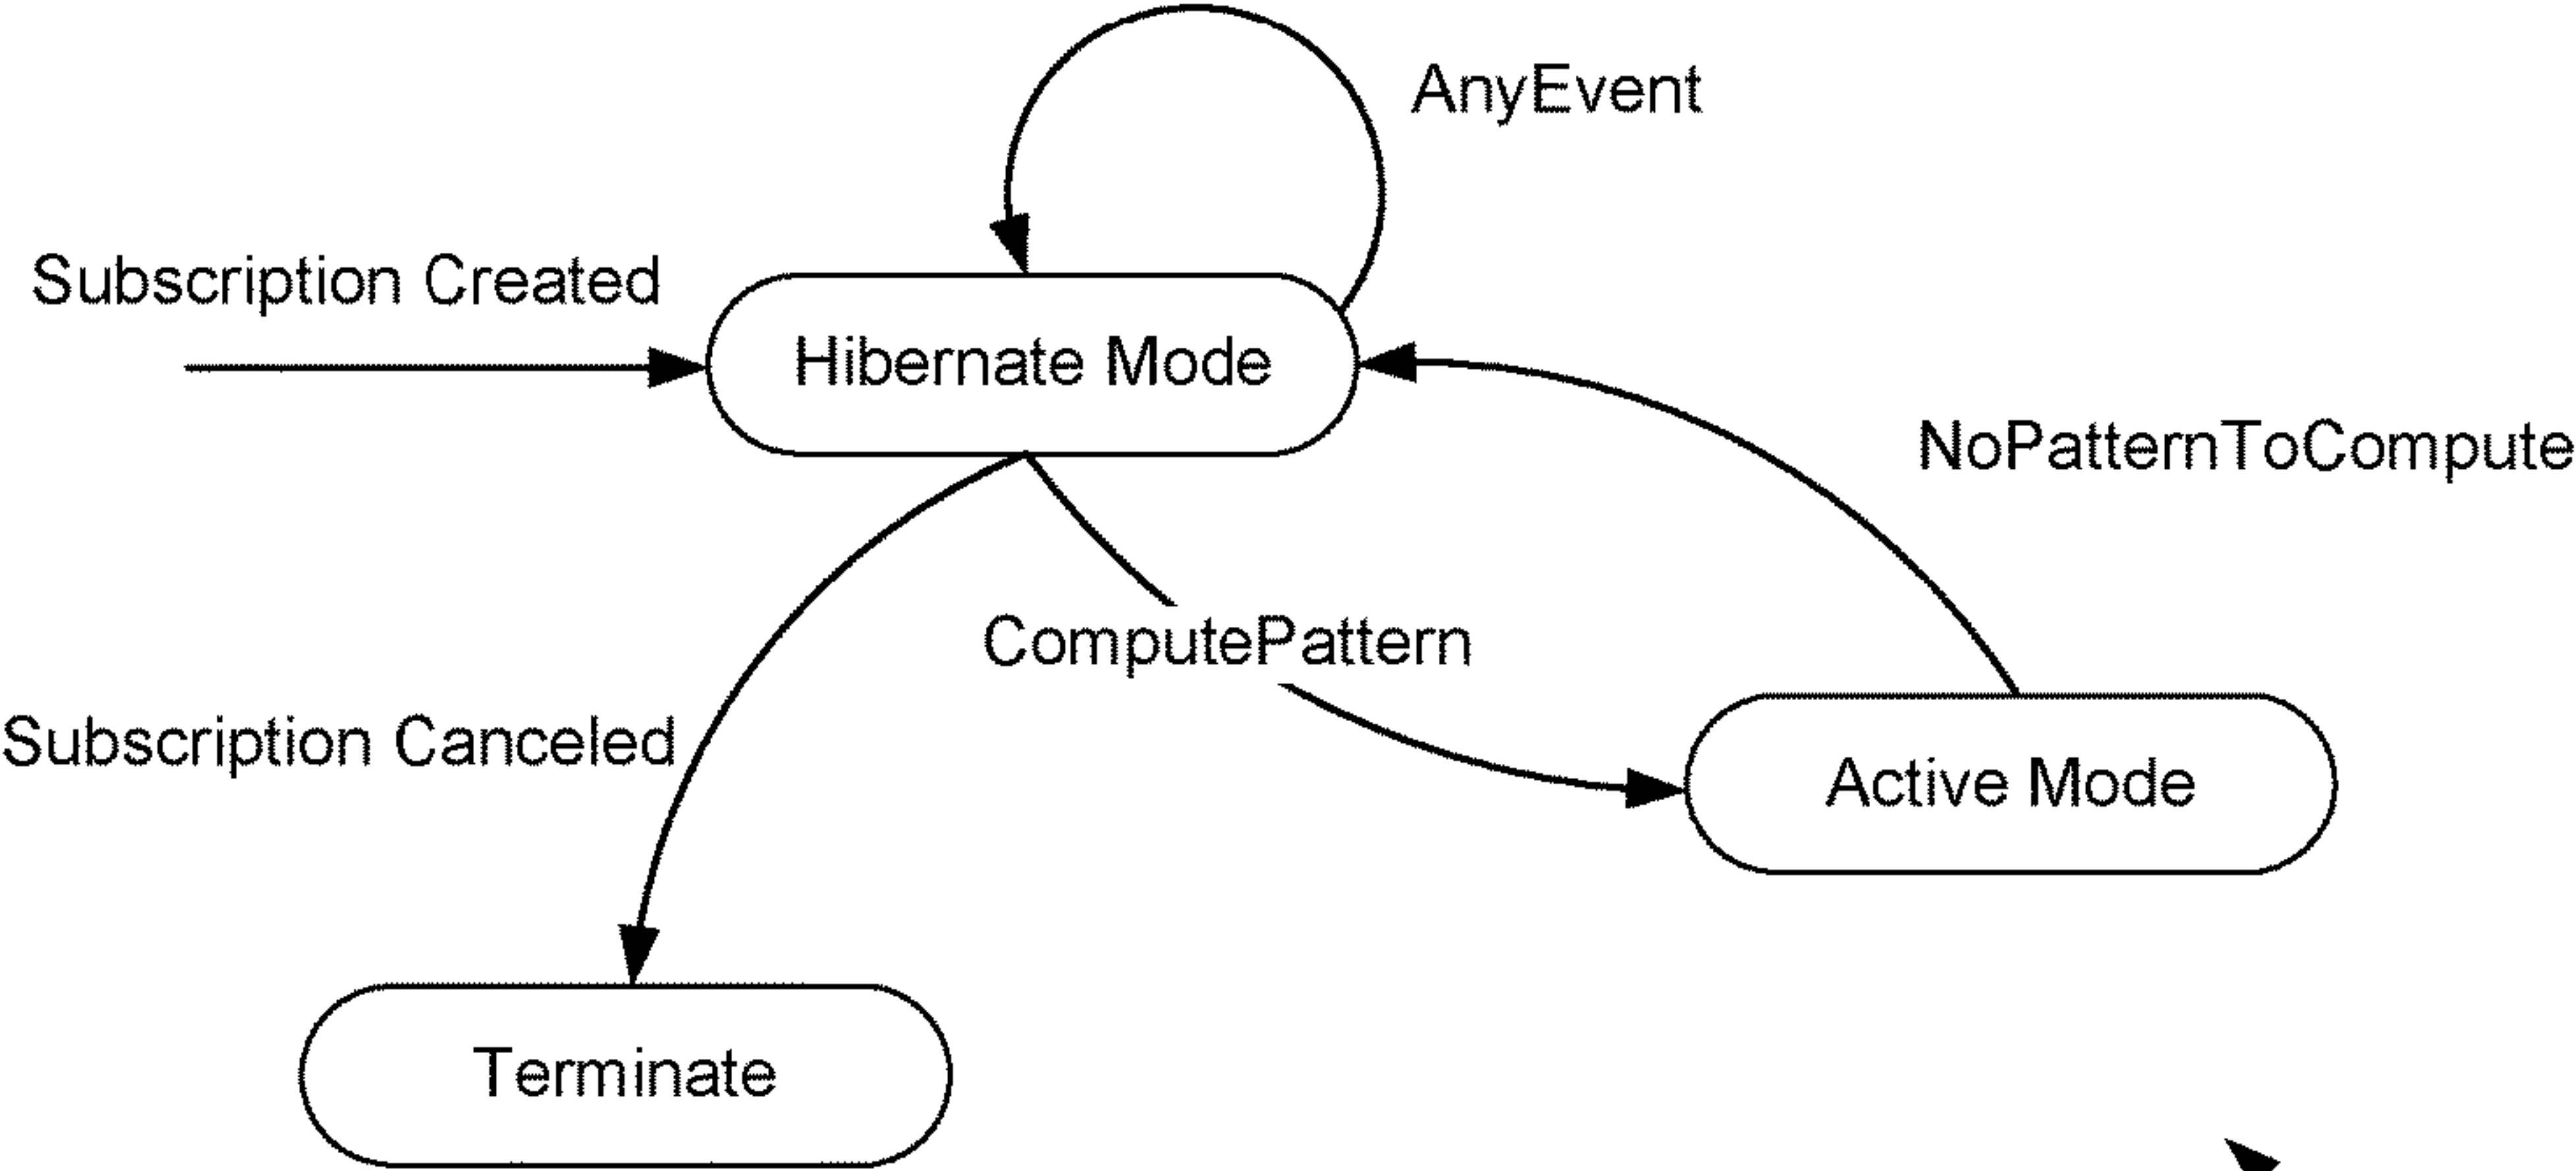 AnyEvent
Subscription Created
Hibernate Mode
NoPatternToCompute
ComputePattern
Subscription Canceled
Active Mode
Terminate